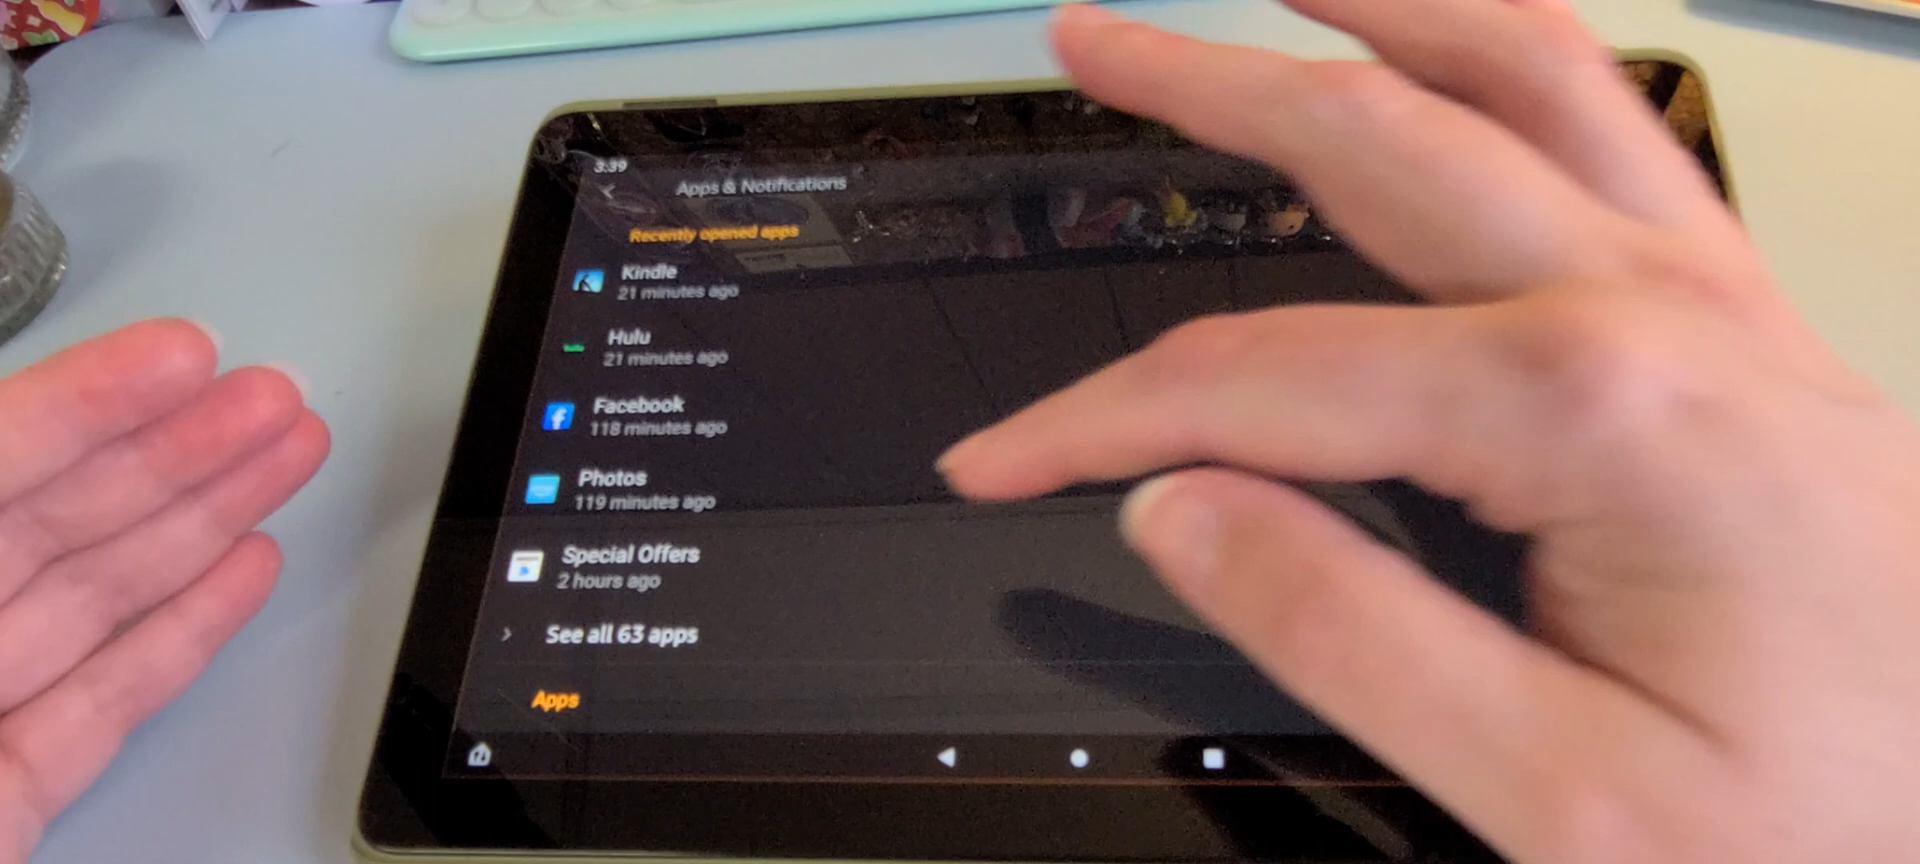 3:39
Apps & Notifications
Recently opened apps
Kindle
21 minutes ago
Hulu
21 minutes ago
Facebook
118 minutes ago
Photos
119 minutes ago
Special Offers
2 hours ago
See all 63 apps
Apps